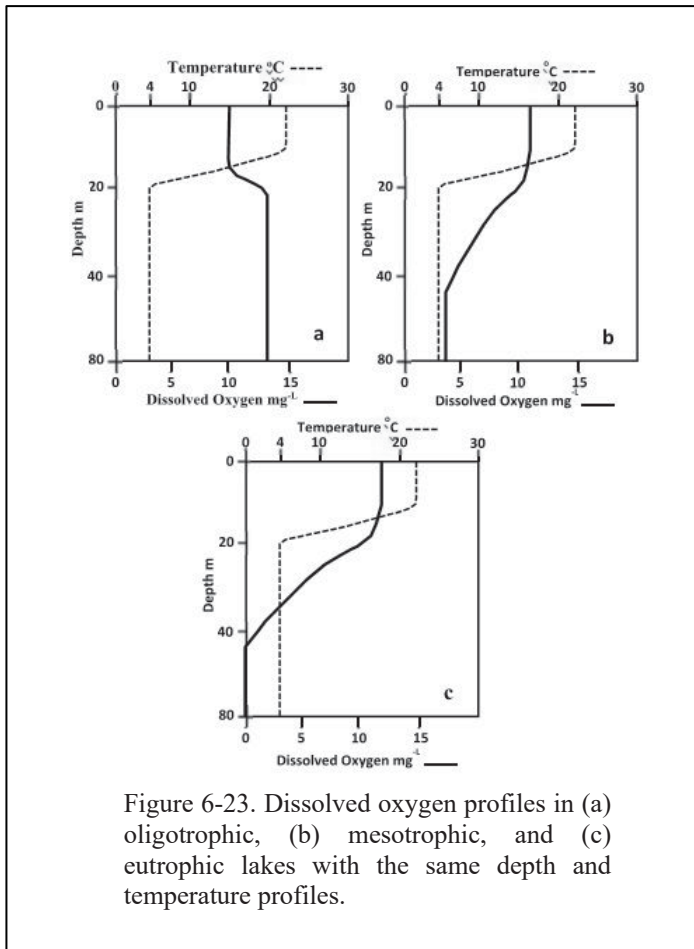 Temperature °C ----
0 4 10 20 30
0
20
40
80
Depth m
a
0 5 10 15
Dissolved Oxygen mg-L
Temperature °C ----
0 4 10 20 30
0
20
40
80
Depth m
b
0 5 10 15
Dissolved Oxygen mg-L
Temperature °C ----
0 4 10 20 30
0
20
40
80
Depth m
c
0 5 10 15
Dissolved Oxygen mg-L
Figure 6-23. Dissolved oxygen profiles in (a)
oligotrophic, (b) mesotrophic, and (c)
eutrophic lakes with the same depth and
temperature profiles.